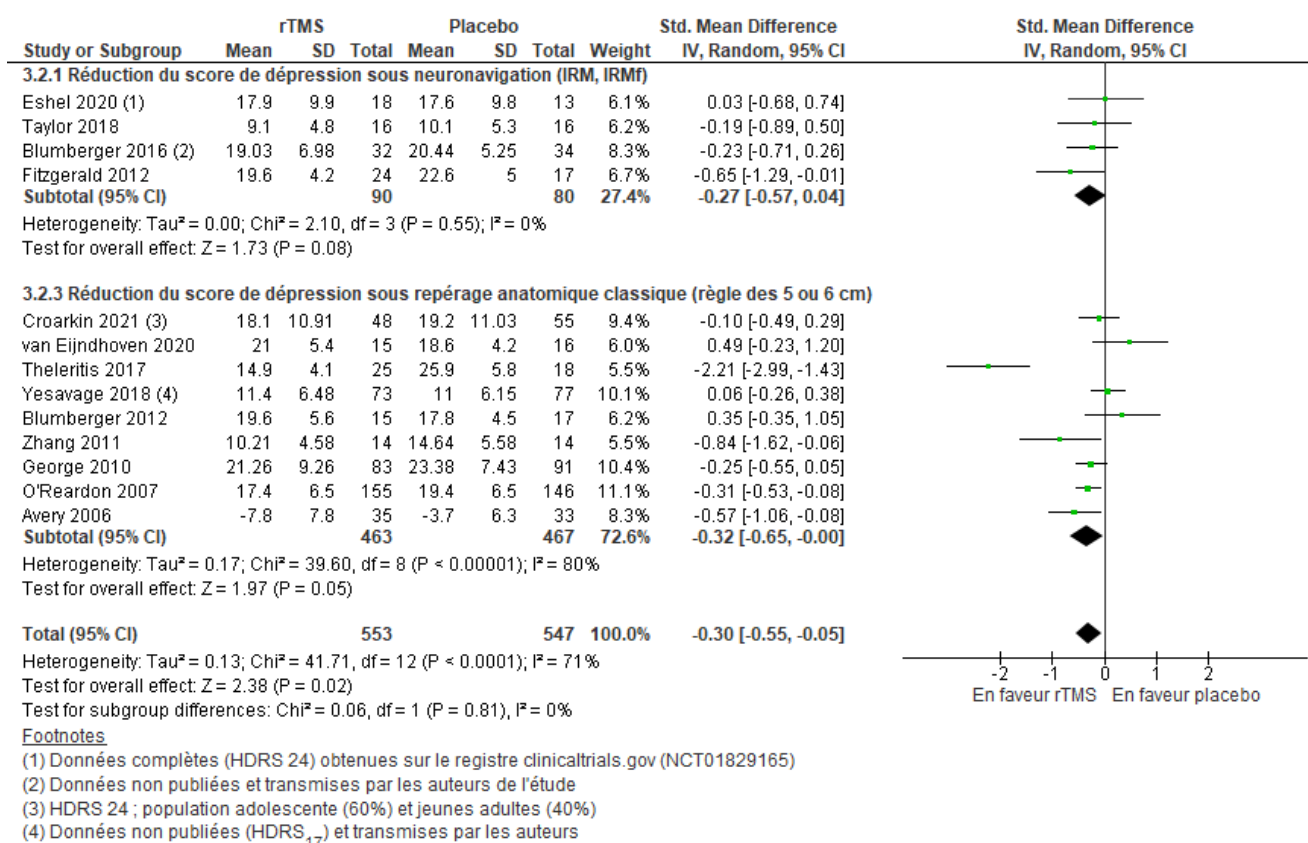 rTMS Placebo Std. Mean Difference Std. Mean Difference
Study or Subgroup Mean SD Total Mean SD Total Weight IV, Random, 95% CI IV, Random, 95% CI
3.2.1 Réduction du score de dépression sous neuronavigation (IRM, IRMf)
Eshel 2020 (1) 17.9 9.9 18 17.6 9.8 13 6.1% 0.03 [-0.68, 0.74]
Taylor 2018 9.1 4.8 16 10.1 5.3 16 6.2% -0.19 [-0.89, 0.50]
Blumberger 2016 (2) 19.03 6.98 32 20.44 5.25 34 8.3% -0.23 [-0.71, 0.26]
Fitzgerald 2012 19.6 4.2 24 22.6 5 17 6.7% -0.65 [-1.29, -0.01]
Subtotal (95% CI) 90 80 27.4% -0.27 [-0.57, 0.04]
Heterogeneity: Tau² = 0.00; Chi² = 2.10, df = 3 (P = 0.55); I² = 0%
Test for overall effect: Z = 1.73 (P = 0.08)
3.2.3 Réduction du score de dépression sous repérage anatomique classique (règle des 5 ou 6 cm)
Croarkin 2021 (3) 18.1 10.91 48 19.2 11.03 55 9.4% -0.10 [-0.49, 0.29]
van Eijndhoven 2020 21 5.4 15 18.6 4.2 16 6.0% 0.49 [-0.23, 1.20]
Theleritis 2017 14.9 4.1 25 25.9 5.8 18 5.5% -2.21 [-2.99, -1.43]
Yesavage 2018 (4) 11.4 6.48 73 11 6.15 77 10.1% 0.06 [-0.26, 0.38]
Blumberger 2012 19.6 5.6 15 17.8 4.5 17 6.2% 0.35 [-0.35, 1.05]
Zhang 2011 10.21 4.58 14 14.64 5.58 14 5.5% -0.84 [-1.62, -0.06]
George 2010 21.26 9.26 83 23.38 7.43 91 10.4% -0.25 [-0.55, 0.05]
O'Reardon 2007 17.4 6.5 155 19.4 6.5 146 11.1% -0.31 [-0.53, -0.08]
Avery 2006 -7.8 7.8 35 -3.7 6.3 33 8.3% -0.57 [-1.06, -0.08]
Subtotal (95% CI) 463 467 72.6% -0.32 [-0.65, -0.00]
Heterogeneity: Tau² = 0.17; Chi² = 39.60, df = 8 (P < 0.00001); I² = 80%
Test for overall effect: Z = 1.97 (P = 0.05)
Total (95% CI) 553 547 100.0% -0.30 [-0.55, -0.05]
Heterogeneity: Tau² = 0.13; Chi² = 41.71, df = 12 (P < 0.0001); I² = 71%
Test for overall effect: Z = 2.38 (P = 0.02)
Test for subgroup differences: Chi² = 0.06, df = 1 (P = 0.81), I² = 0%
-2 -1 0 1 2
En faveur rTMS En faveur placebo
Footnotes
(1) Données complètes (HDRS 24) obtenues sur le registre clinicaltrials.gov (NCT01829165)
(2) Données non publiées et transmises par les auteurs de l'étude
(3) HDRS 24 ; population adolescente (60%) et jeunes adultes (40%)
(4) Données non publiées (HDRS17) et transmises par les auteurs